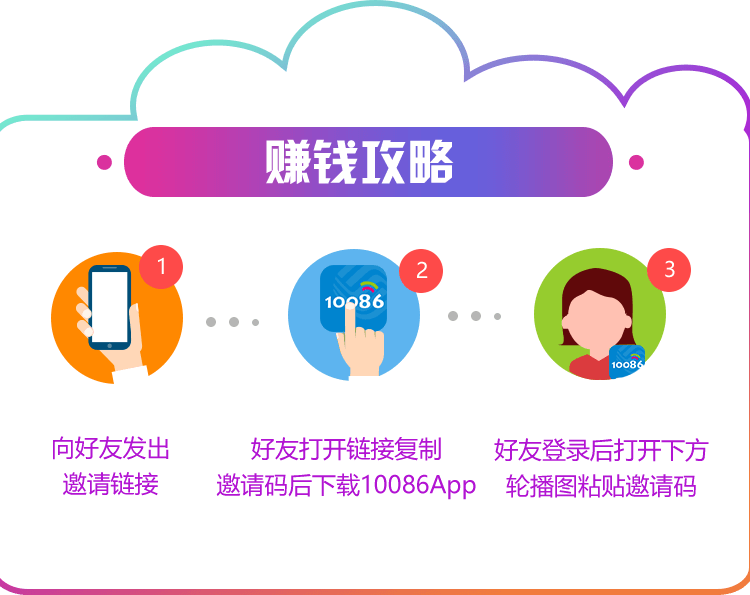 赚钱攻略
1
2
3
10086
10086
向好友发出
邀请链接
好友打开链接复制
邀请码后下载10086App
好友登录后打开下方
轮播图粘贴邀请码